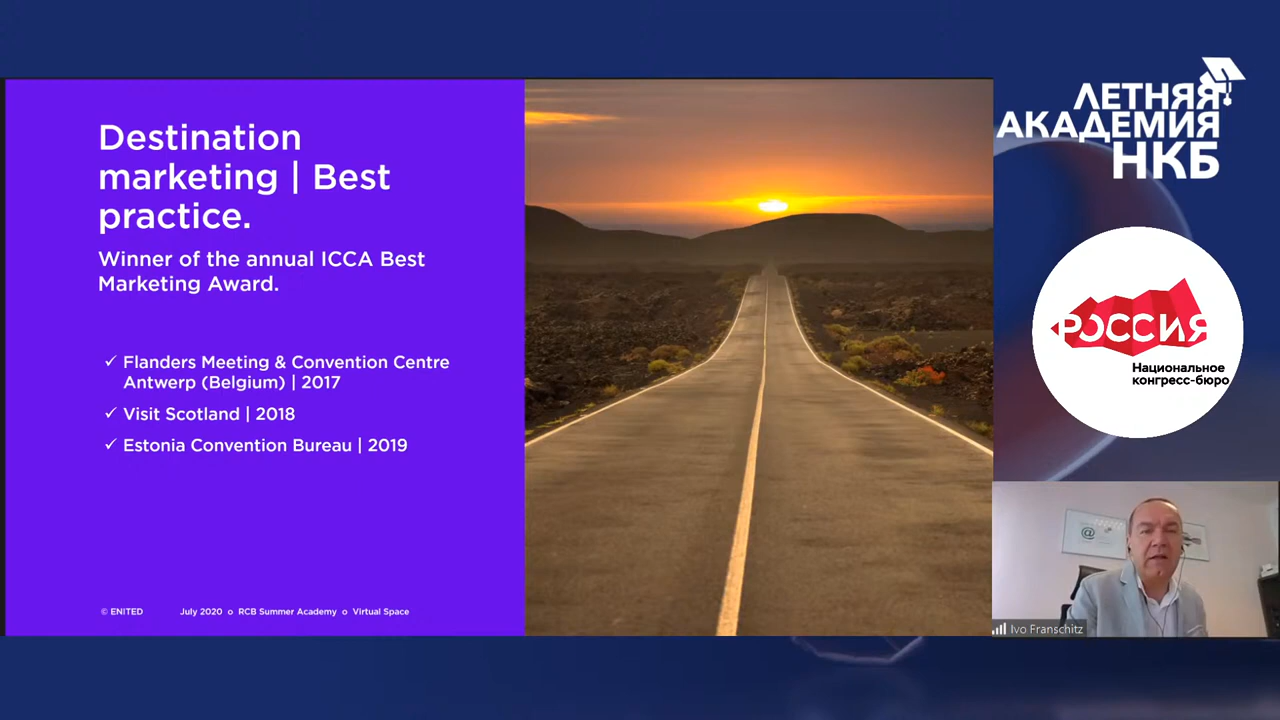 Destination
marketing | Best
practice.
Winner of the annual ICCA Best
Marketing Award.
✓ Flanders Meeting & Convention Centre
Antwerp (Belgium) | 2017
✓ Visit Scotland | 2018
✓ Estonia Convention Bureau | 2019
© ENITED July 2020 o RCB Summer Academy o Virtual Space
ЛЕТНЯЯ
АКАДЕМИЯ
НКБ
РОССИЯ
Национальное
конгресс-бюро
@
Ivo Franschitz